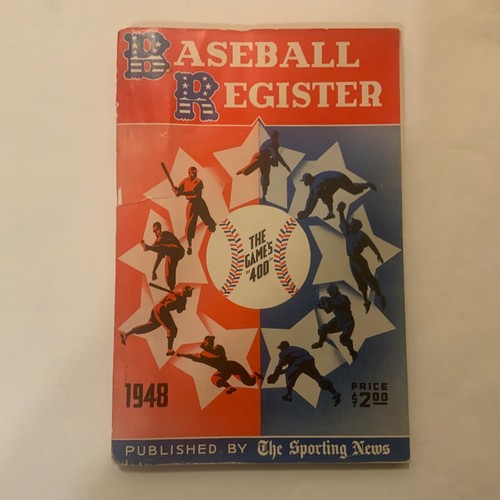 BASEBALL
REGISTER
THE
GAME'S
"400"
1948
PRICE
$2.00
PUBLISHED BY The Sporting News